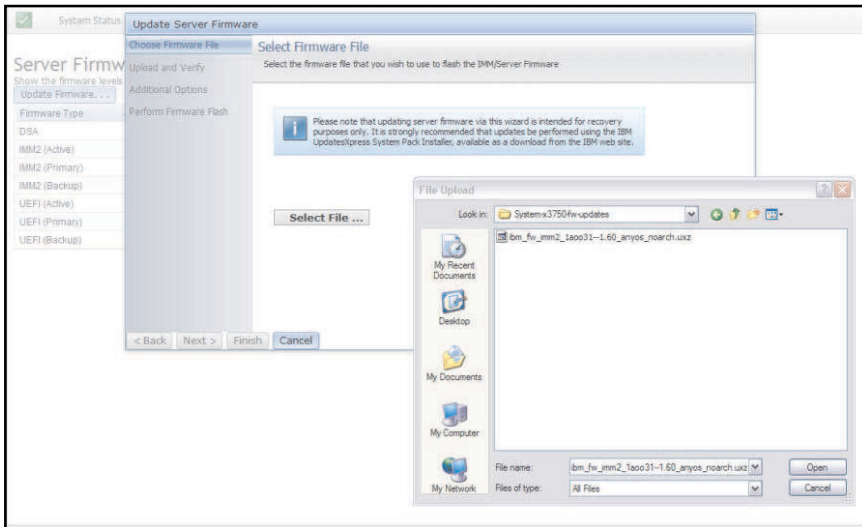 System Status
Update Server Firmware
Server Firmw
Show the firmware levels
Update Firmware. . .
Firmware Type
DSA
IMM2 (Active)
IMM2 (Primary)
IMM2 (Backup)
UEFI (Active)
UEFI (Primary)
UEFI (Backup)
Choose Firmware File
Upload and Verify
Additional Options
Perform Firmware Flash
Select Firmware File
Select the firmware file that you wish to use to flash the IMM/Server Firmware
Please note that updating server firmware via this wizard is intended for recovery
purposes only. It is strongly recommended that updates be performed using the IBM
UpdatesXpress System Pack Installer, available as a download from the IBM web site.
Select File ...
< Back
Next >
Finish
Cancel
File Upload
Look in:
System-x3750-fw-updates
ibm_fw_imm2_1aoo31--1.60_anyos_noarch.uxz
My Recent
Documents
Desktop
My Documents
My Computer
My Network
File name:
ibm_fw_imm2_1aoo31--1.60_anyos_noarch.uxz
Open
Files of type:
All Files
Cancel